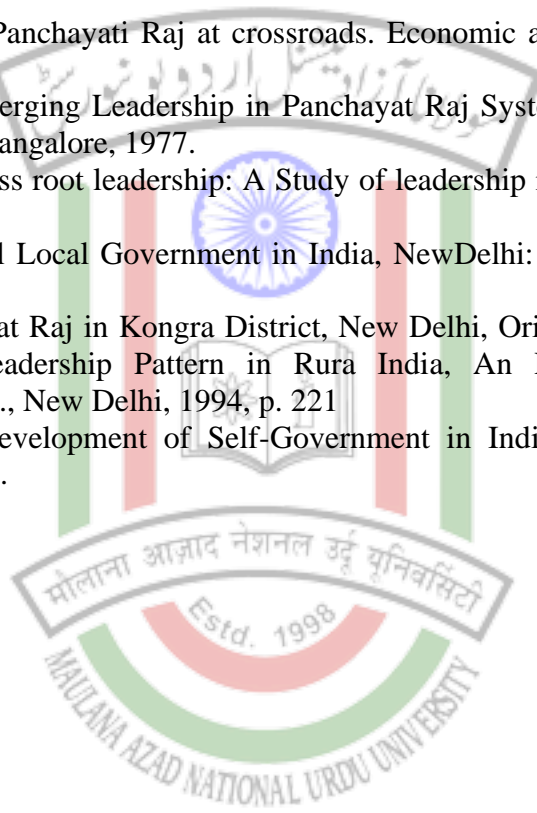 Panchayati Raj at crossroads. Economic a
merging Leadership in Panchayat Raj Syst
angalore, 1977.
ss root leadership: A Study of leadership
l Local Government in India, NewDelhi:
at Raj in Kongra District, New Delhi, Ori
eadership Pattern in Rura India, An
., New Delhi, 1994, p. 221
evelopment of Self-Government in Indi
.
मौलाना आज़ाद नेशनल उर्दू यूनिवर्सिटी
Estd. 1998
MAULANA AZAD NATIONAL URDU UNIVERSITY